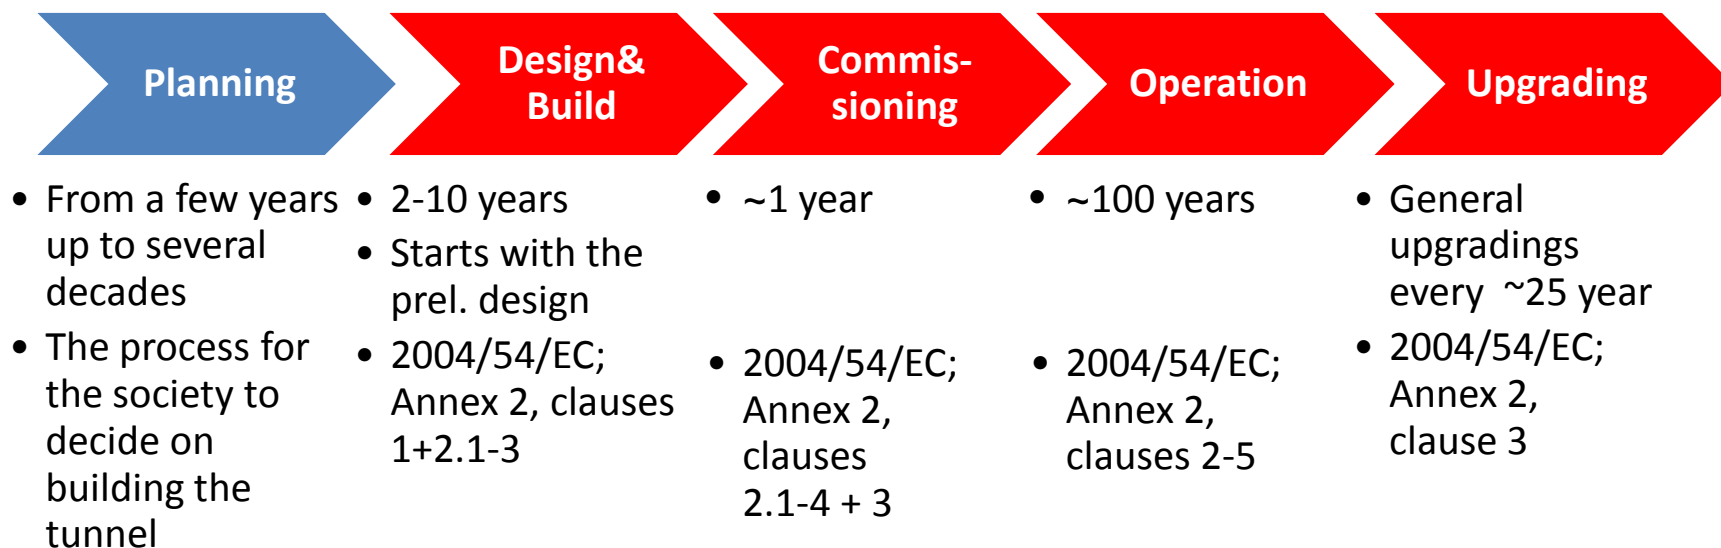 Planning
Design&
Build
Commis-
sioning
Operation
Upgrading
• From a few years
up to several
decades
• The process for
the society to
decide on
building the
tunnel
• 2-10 years
• Starts with the
prel. design
• 2004/54/EC;
Annex 2, clauses
1+2.1-3
• ~1 year
• 2004/54/EC;
Annex 2,
clauses
2.1-4 + 3
• ~100 years
• 2004/54/EC;
Annex 2,
clauses 2-5
• General
upgradings
every ~25 year
• 2004/54/EC;
Annex 2,
clause 3